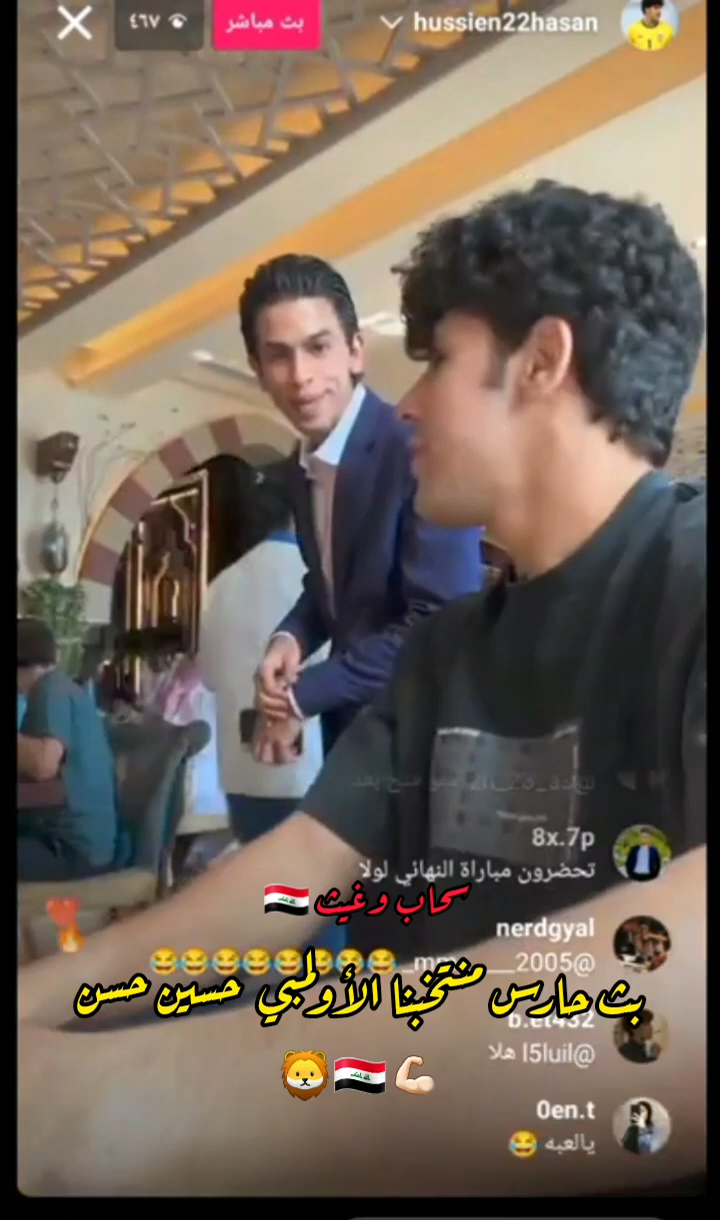 hussien22hasan
بث مباشر
٤٦٧
8x.7p
تحضرون مباراة النهائي لولا
سحاب وغيث 🇮🇶
nerdgyal
2005@ 😂😂😂😂😂😂😂😂
بث حارس منتخبنا الأولمبي حسين حسن
b.et432
@l5luil هلا
💪🏻🇮🇶🦁
0en.t
يالعبه 😂